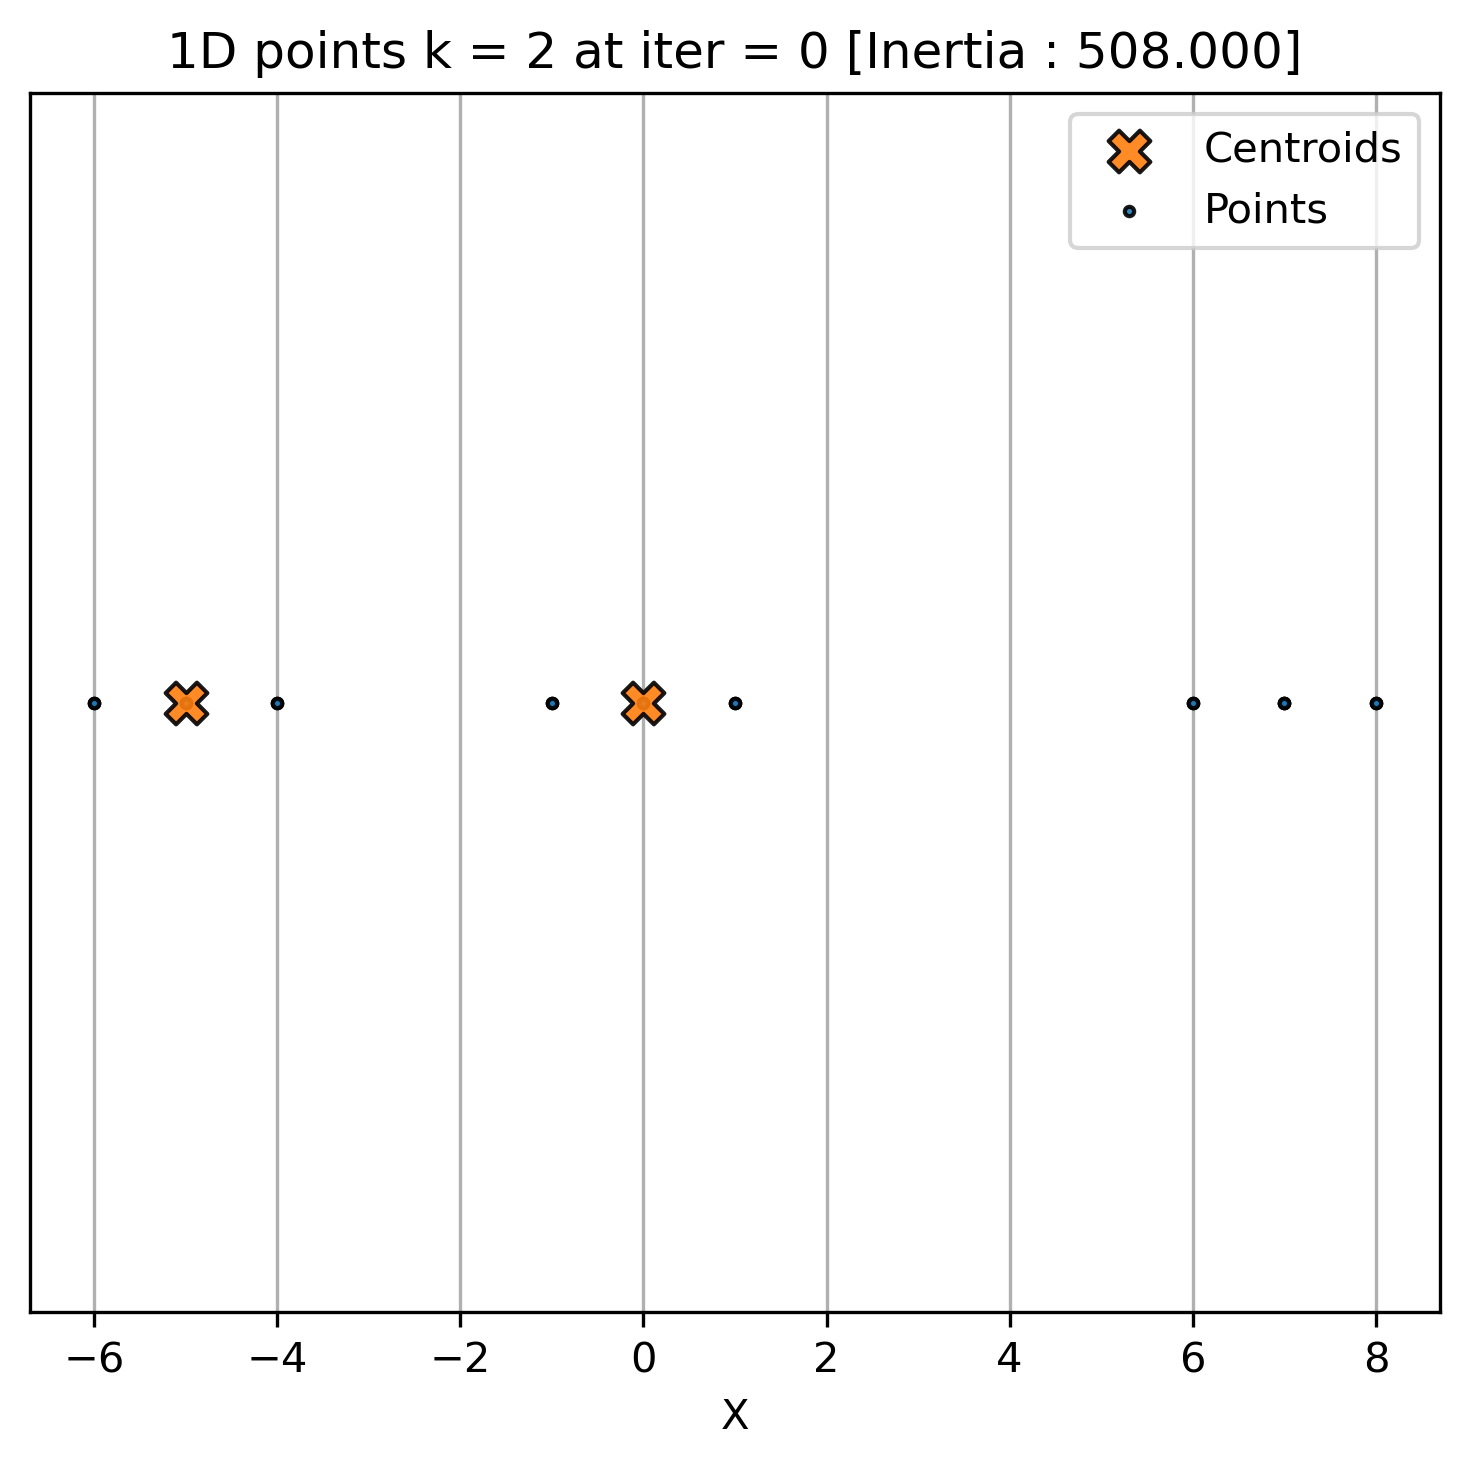 1D points k = 2 at iter = 0 [Inertia : 508.000]
Centroids
Points
−6 −4 −2 0 2 4 6 8
X